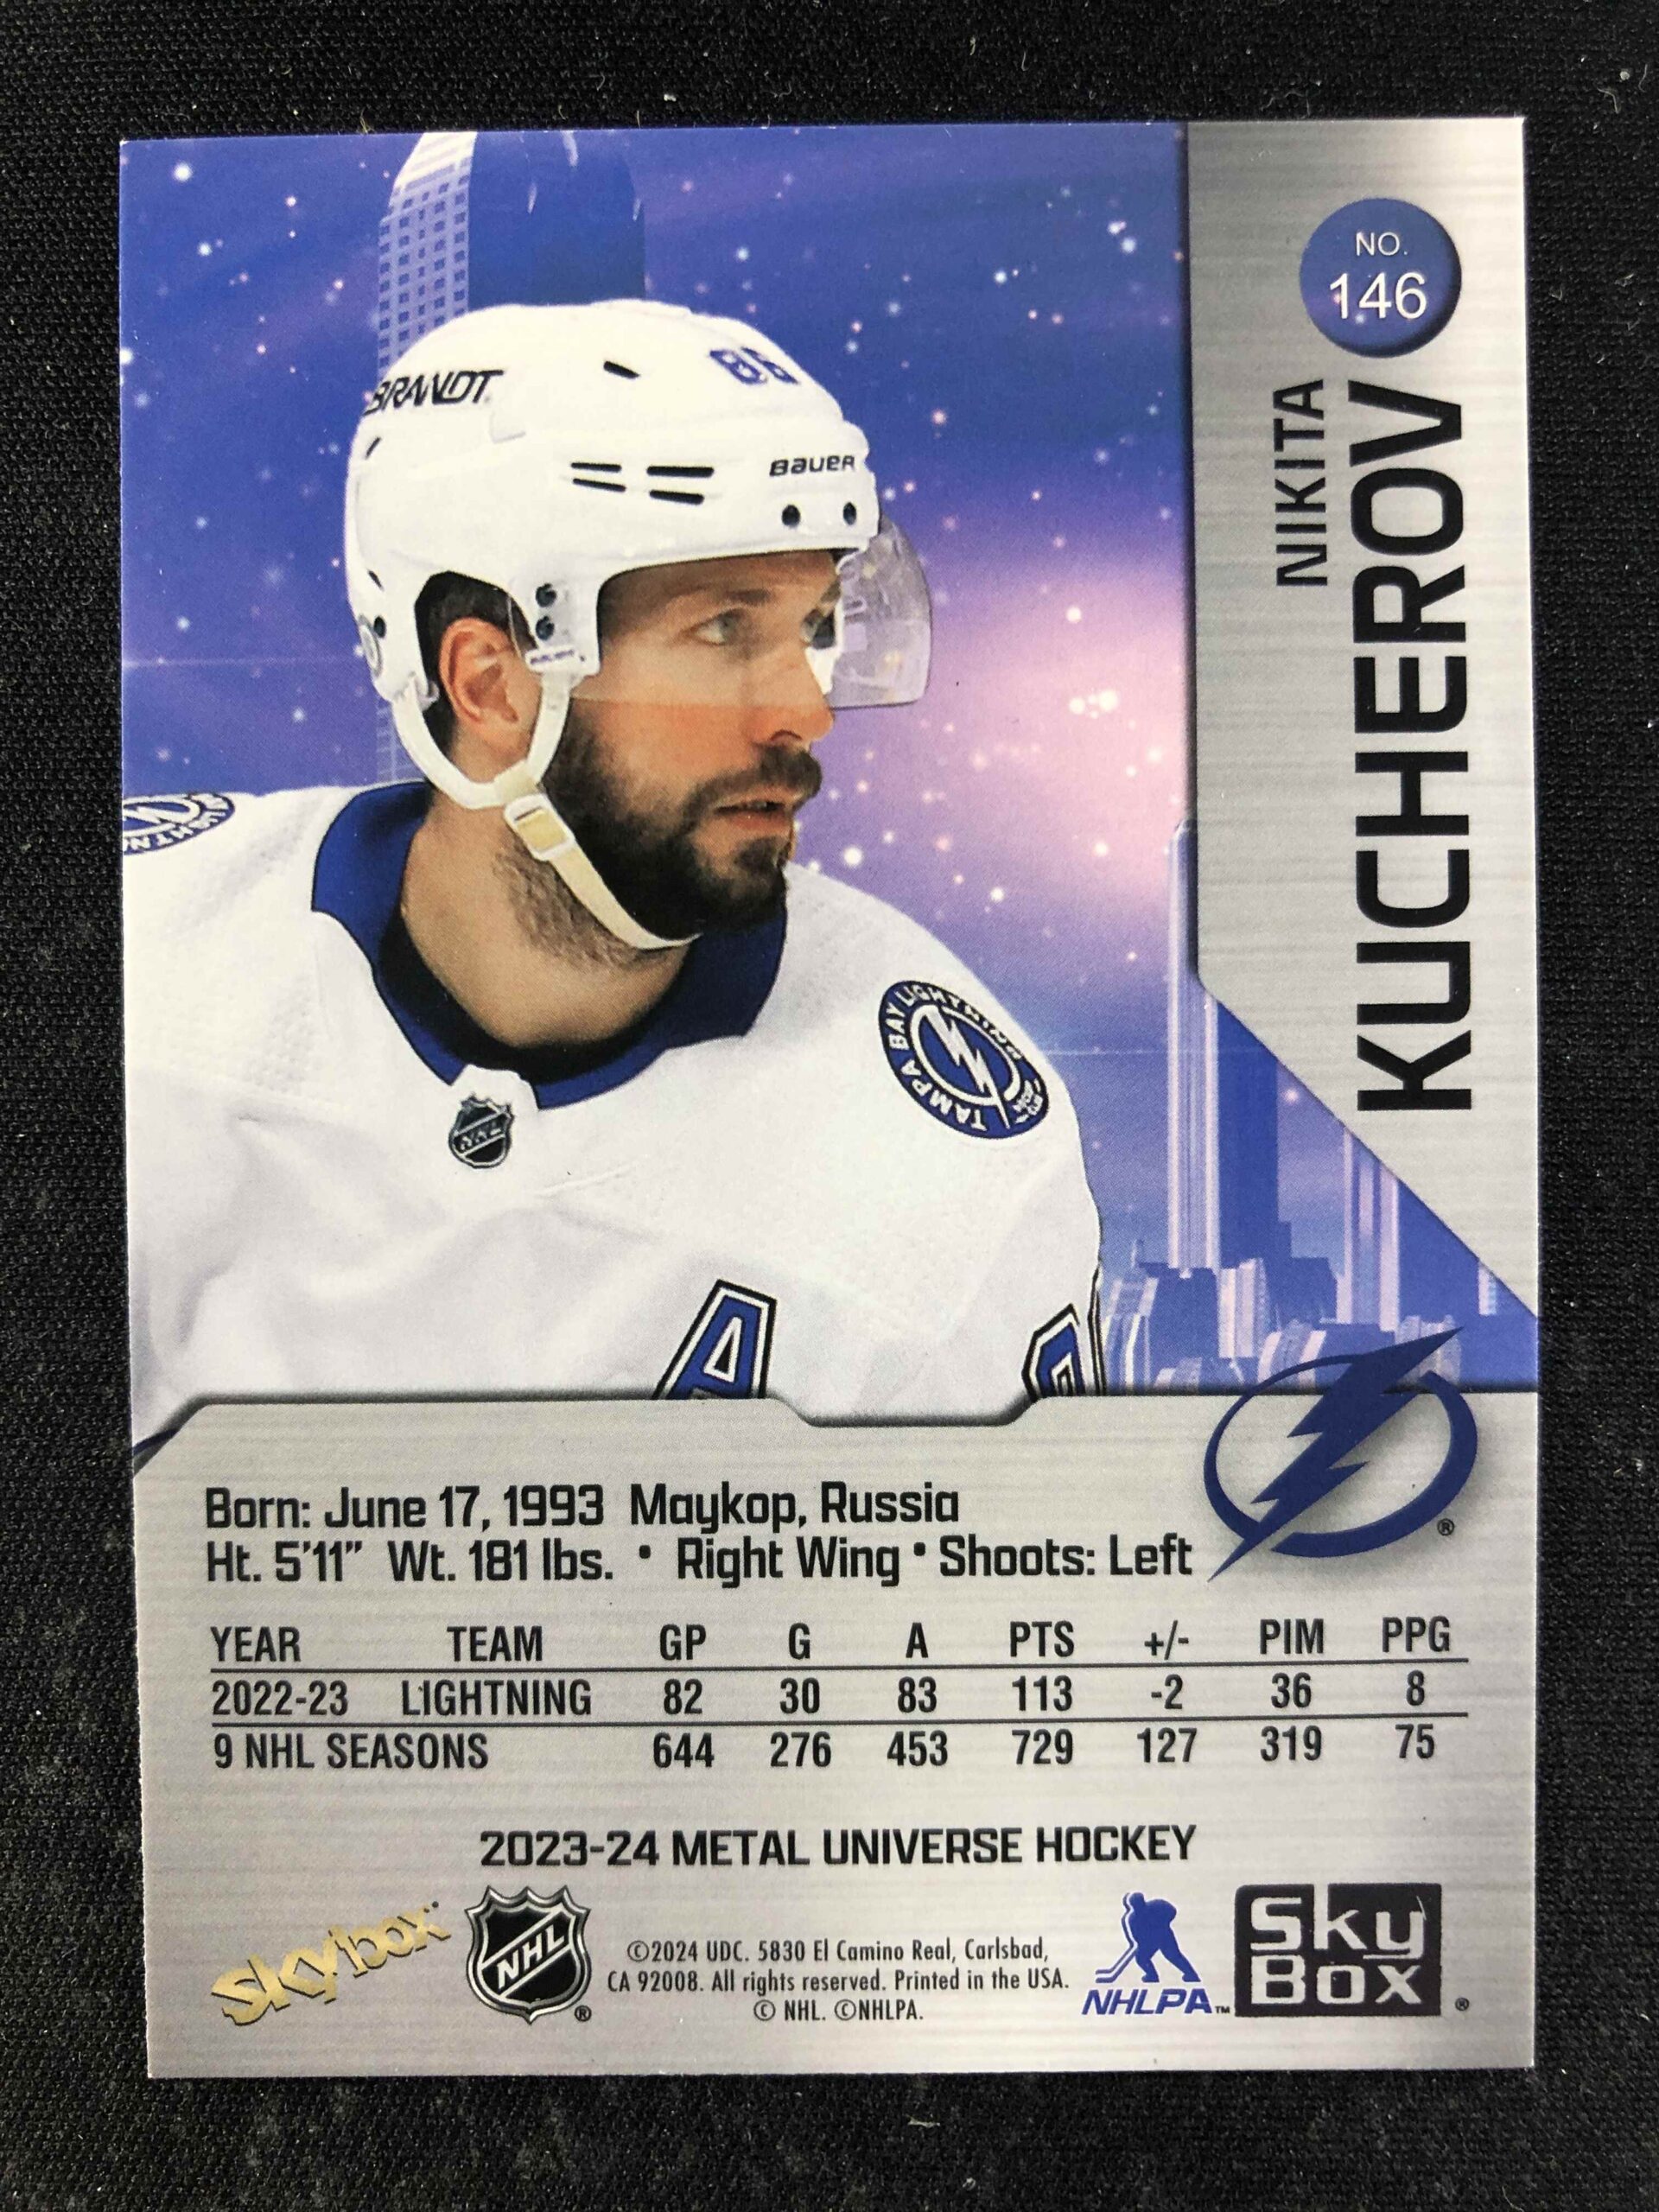 NO.
146
NIKITA
KUCHEROV
BRANDT
86
BAUER
TAMPA BAY LIGHTNING
NHL
A
Born: June 17, 1993 Maykop, Russia
Ht. 5'11" Wt. 181 lbs. • Right Wing • Shoots: Left
®
YEAR TEAM GP G A PTS +/- PIM PPG
2022-23 LIGHTNING 82 30 83 113 -2 36 8
9 NHL SEASONS 644 276 453 729 127 319 75
2023-24 METAL UNIVERSE HOCKEY
skybox
NHL ®
©2024 UDC. 5830 El Camino Real, Carlsbad,
CA 92008. All rights reserved. Printed in the USA.
© NHL. ©NHLPA.
NHLPA™
SkyBox ®